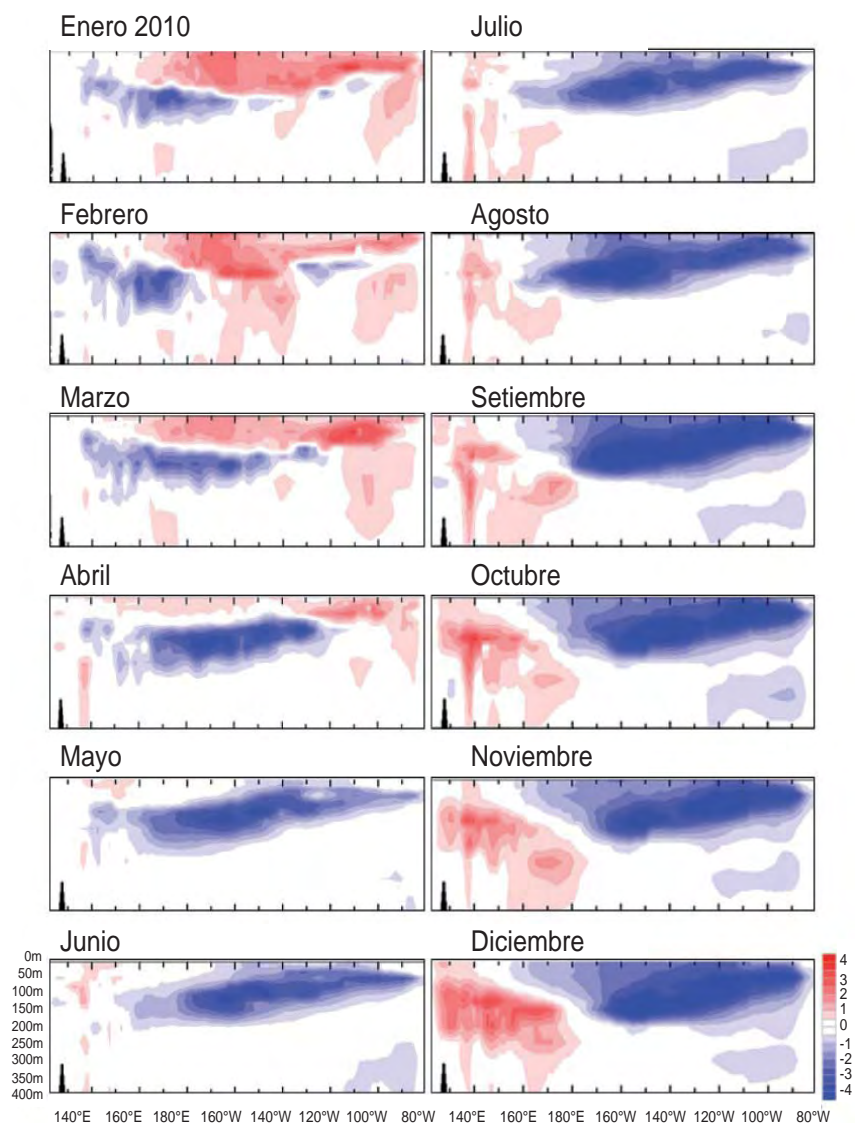 Enero 2010
Julio
Febrero
Agosto
Marzo
Setiembre
Abril
Octubre
Mayo
Noviembre
Junio
Diciembre
0m
50m
100m
150m
200m
250m
300m
350m
400m
4
3
2
1
0
-1
-2
-3
-4
140°E 160°E 180°E 160°W 120°W 100°W 80°W
140°E 160°E 180°E 160°W 140°W 120°W 100°W 80°W